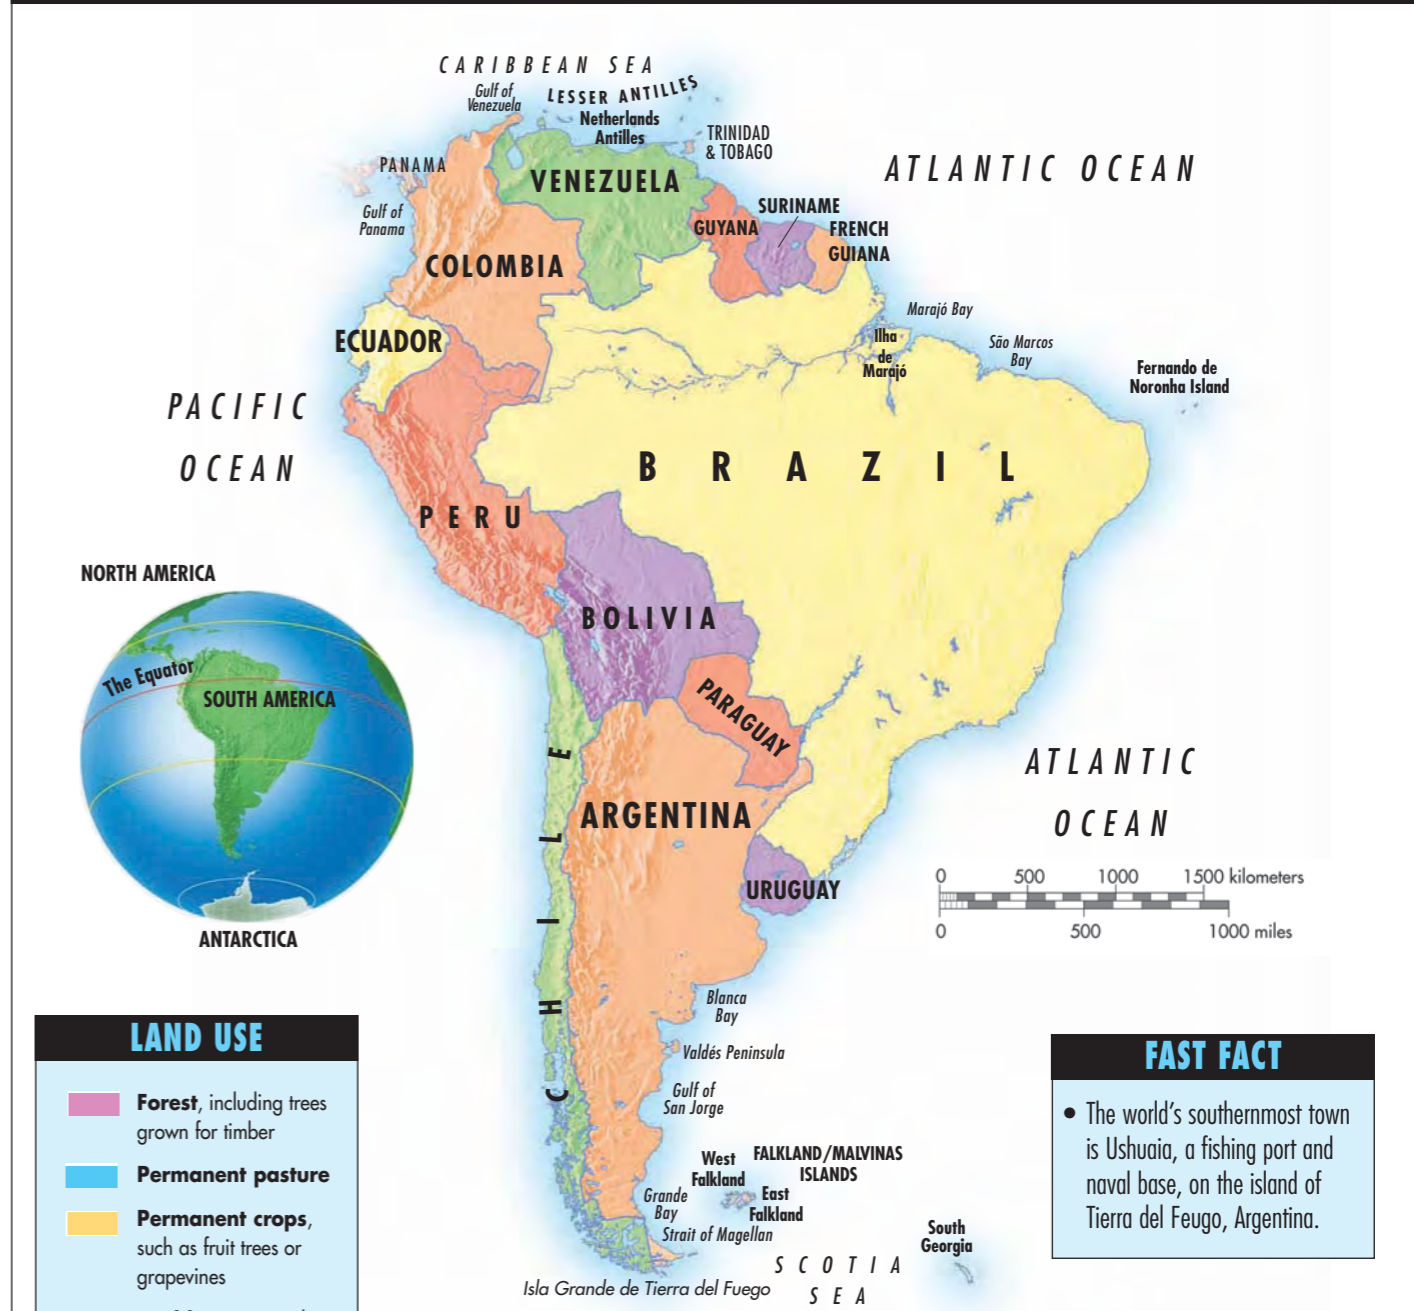 CARIBBEAN SEA
Gulf of
Venezuela
LESSER ANTILLES
Netherlands
Antilles
TRINIDAD
& TOBAGO
PANAMA
ATLANTIC OCEAN
VENEZUELA
Gulf of
Panama
SURINAME
GUYANA
FRENCH
GUIANA
COLOMBIA
Marajó Bay
ECUADOR
Ilha
de
Marajó
São Marcos
Bay
Fernando de
Noronha Island
PACIFIC
OCEAN
BRAZIL
PERU
NORTH AMERICA
BOLIVIA
The Equator
SOUTH AMERICA
PARAGUAY
CHILE
ATLANTIC
OCEAN
ARGENTINA
URUGUAY
0 500 1000 1500 kilometers
0 500 1000 miles
ANTARCTICA
Blanca
Bay
Valdés Peninsula
Gulf of
San Jorge
West
Falkland
FALKLAND/MALVINAS
ISLANDS
East
Falkland
Grande
Bay
Strait of Magellan
South
Georgia
SCOTIA
SEA
Isla Grande de Tierra del Fuego
LAND USE
Forest, including trees
grown for timber
Permanent pasture
Permanent crops,
such as fruit trees or
grapevines
FAST FACT
• The world's southernmost town
is Ushuaia, a fishing port and
naval base, on the island of
Tierra del Feugo, Argentina.